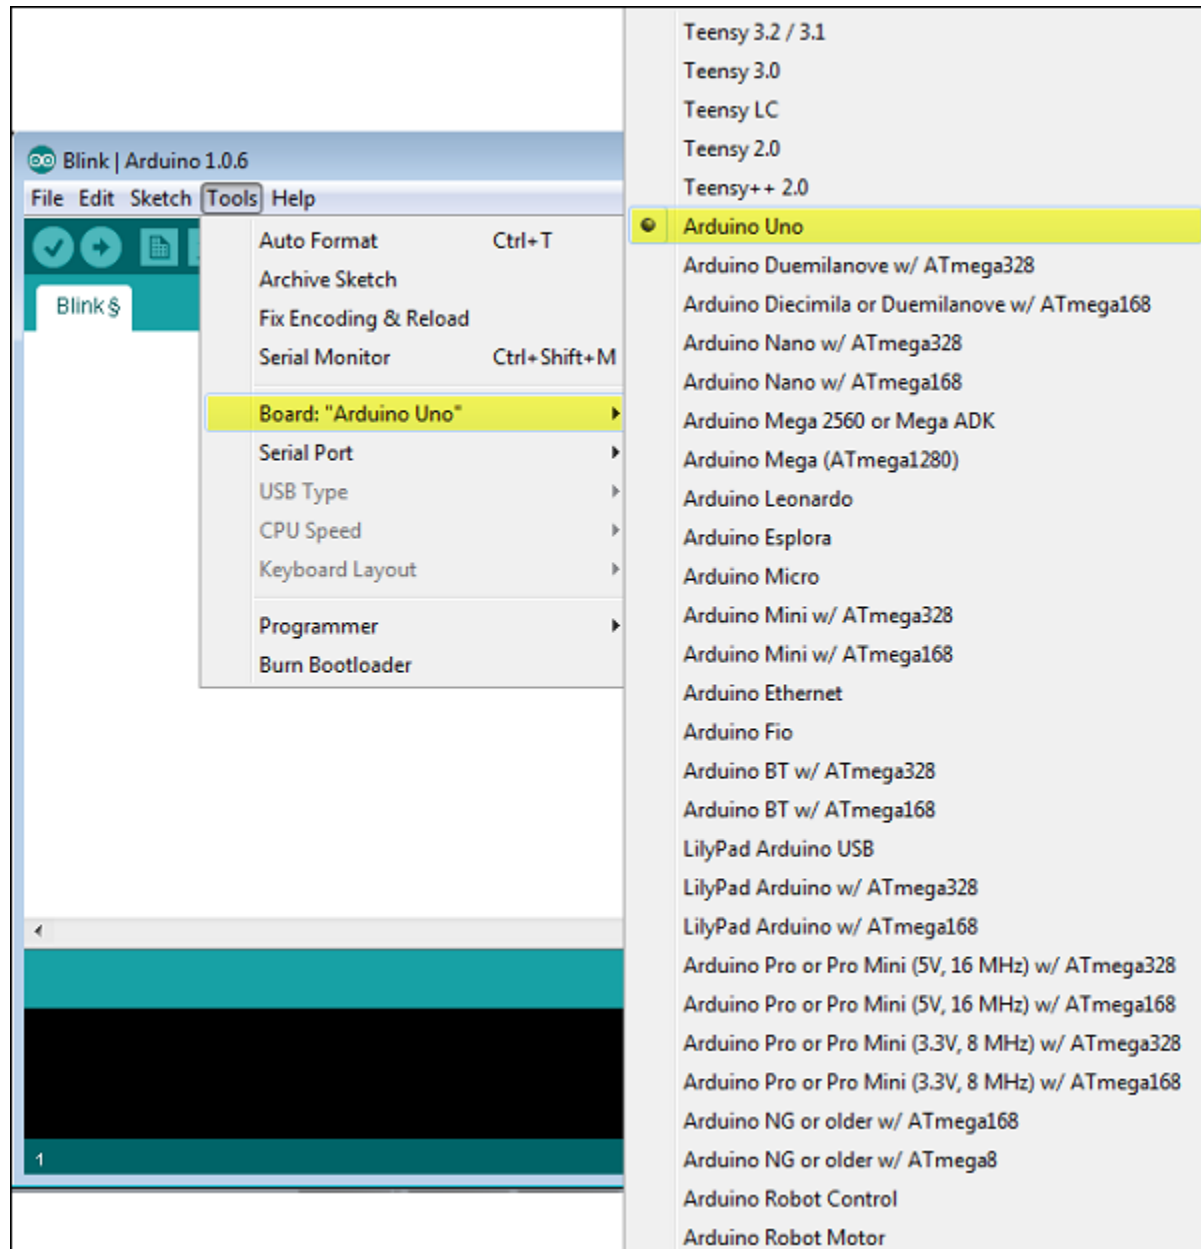 Blink | Arduino 1.0.6
File Edit Sketch Tools Help
Blink§
Auto Format Ctrl+T
Archive Sketch
Fix Encoding & Reload
Serial Monitor Ctrl+Shift+M
Board: "Arduino Uno"
Serial Port
USB Type
CPU Speed
Keyboard Layout
Programmer
Burn Bootloader
1
Teensy 3.2 / 3.1
Teensy 3.0
Teensy LC
Teensy 2.0
Teensy++ 2.0
Arduino Uno
Arduino Duemilanove w/ ATmega328
Arduino Diecimila or Duemilanove w/ ATmega168
Arduino Nano w/ ATmega328
Arduino Nano w/ ATmega168
Arduino Mega 2560 or Mega ADK
Arduino Mega (ATmega1280)
Arduino Leonardo
Arduino Esplora
Arduino Micro
Arduino Mini w/ ATmega328
Arduino Mini w/ ATmega168
Arduino Ethernet
Arduino Fio
Arduino BT w/ ATmega328
Arduino BT w/ ATmega168
LilyPad Arduino USB
LilyPad Arduino w/ ATmega328
LilyPad Arduino w/ ATmega168
Arduino Pro or Pro Mini (5V, 16 MHz) w/ ATmega328
Arduino Pro or Pro Mini (5V, 16 MHz) w/ ATmega168
Arduino Pro or Pro Mini (3.3V, 8 MHz) w/ ATmega328
Arduino Pro or Pro Mini (3.3V, 8 MHz) w/ ATmega168
Arduino NG or older w/ ATmega168
Arduino NG or older w/ ATmega8
Arduino Robot Control
Arduino Robot Motor